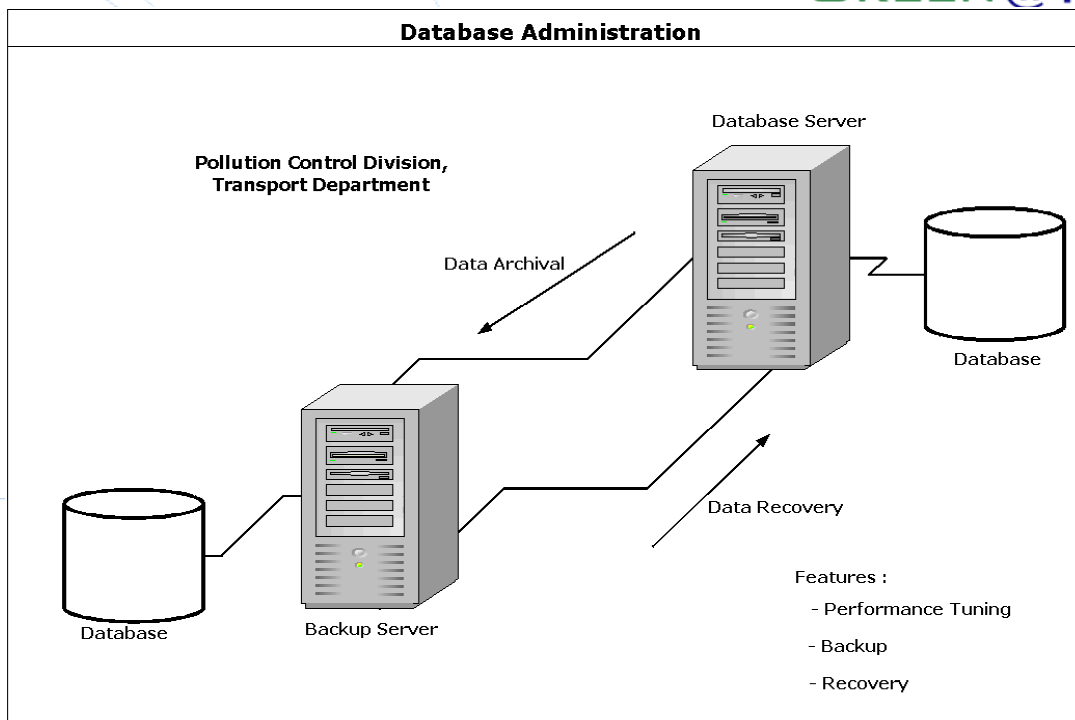 Database Administration
Database Server
Pollution Control Division,
Transport Department
Data Archival
Database
Data Recovery
Features :
- Performance Tuning
- Backup
- Recovery
Backup Server
Database